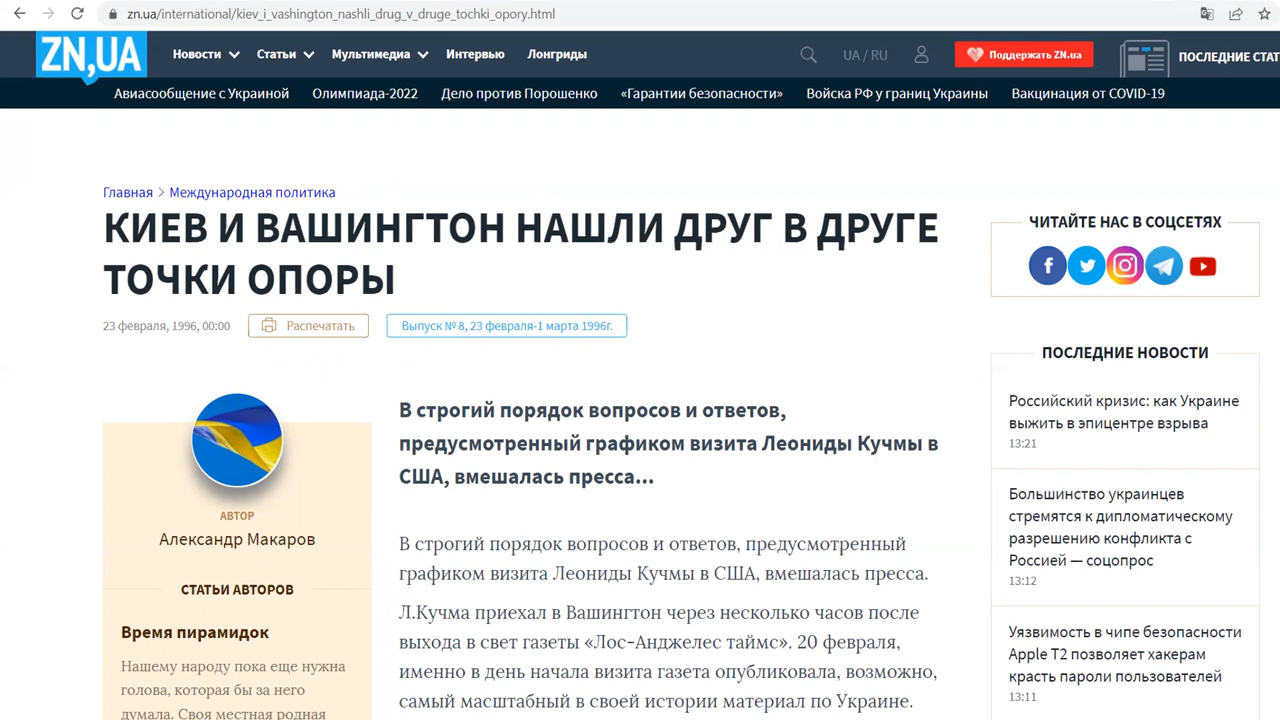 zn.ua/international/kiev_i_vashington_nashli_drug_v_druge_tochki_opory.html
ZN,UA
Новости
Статьи
Мультимедиа
Интервью
Лонгриды
UA / RU
Поддержать ZN.ua
ПОСЛЕДНИЕ СТАТ
Авиасообщение с Украиной
Олимпиада-2022
Дело против Порошенко
«Гарантии безопасности»
Войска РФ у границ Украины
Вакцинация от COVID-19
Главная > Международная политика
КИЕВ И ВАШИНГТОН НАШЛИ ДРУГ В ДРУГЕ
ТОЧКИ ОПОРЫ
23 февраля, 1996, 00:00
Распечатать
Выпуск № 8, 23 февраля-1 марта 1996г.
АВТОР
Александр Макаров
СТАТЬИ АВТОРОВ
Время пирамидок
Нашему народу пока еще нужна
голова, которая бы за него
думала. Своя местная родная
В строгий порядок вопросов и ответов,
предусмотренный графиком визита Леониды Кучмы в
США, вмешалась пресса...
В строгий порядок вопросов и ответов, предусмотренный
графиком визита Леониды Кучмы в США, вмешалась пресса.
Л.Кучма приехал в Вашингтон через несколько часов после
выхода в свет газеты «Лос-Анджелес таймс». 20 февраля,
именно в день начала визита газета опубликовала, возможно,
самый масштабный в своей истории материал по Украине.
ЧИТАЙТЕ НАС В СОЦСЕТЯХ
ПОСЛЕДНИЕ НОВОСТИ
Российский кризис: как Украине
выжить в эпицентре взрыва
13:21
Большинство украинцев
стремятся к дипломатическому
разрешению конфликта с
Россией — соцопрос
13:12
Уязвимость в чипе безопасности
Apple T2 позволяет хакерам
красть пароли пользователей
13:11